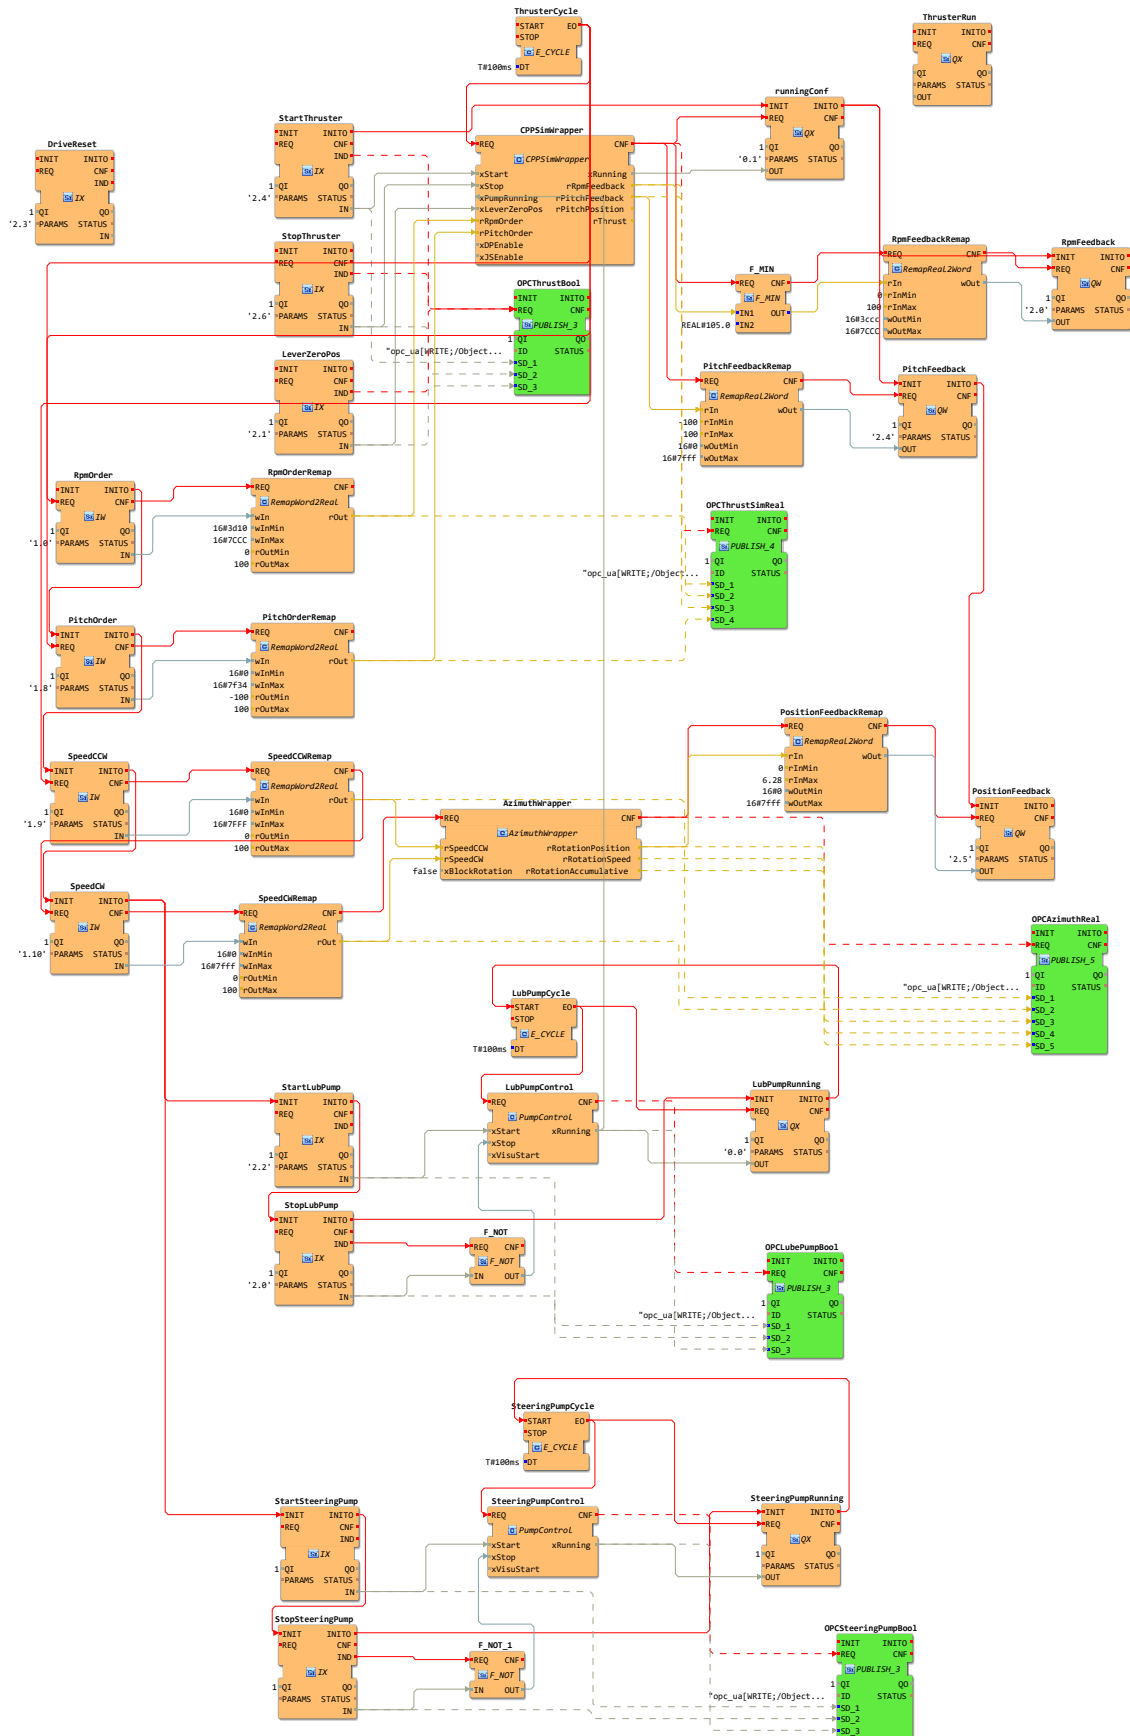 ThrusterCycle
START EO
STOP
E_CYCLE
T#100ms DT
ThrusterRun
INIT INITO
REQ CNF
QX
QI QO
PARAMS STATUS
OUT
runningConf
INIT INITO
REQ CNF
QX
1 QI QO
'0.1' PARAMS STATUS
OUT
StartThruster
INIT INITO
REQ CNF
IND
IX
1 QI QO
'2.4' PARAMS STATUS
IN
DriveReset
INIT INITO
REQ CNF
IND
IX
1 QI QO
'2.3' PARAMS STATUS
IN
CPPSimWrapper
REQ CNF
CPPSimWrapper
xStart xRunning
xStop rRpmFeedback
xPumpRunning rPitchFeedback
xLeverZeroPos rPitchPosition
rRpmOrder rThrust
rPitchOrder
xDPEnable
xJSEnable
StopThruster
INIT INITO
REQ CNF
IND
IX
1 QI QO
'2.6' PARAMS STATUS
IN
OPCThrustBool
INIT INITO
REQ CNF
PUBLISH_3
1 QI QO
"opc_ua[WRITE;/Object... ID STATUS
SD_1
SD_2
SD_3
F_MIN
REQ CNF
F_MIN
IN1 OUT
REAL#105.0 IN2
RpmFeedbackRemap
REQ CNF
RemapReal2Word
rIn wOut
0 rInMin
100 rInMax
16#3ccc wOutMin
16#7CCC wOutMax
RpmFeedback
INIT INITO
REQ CNF
QW
1 QI QO
'2.0' PARAMS STATUS
OUT
LeverZeroPos
INIT INITO
REQ CNF
IND
IX
1 QI QO
'2.1' PARAMS STATUS
IN
PitchFeedbackRemap
REQ CNF
RemapReal2Word
rIn wOut
-100 rInMin
100 rInMax
16#0 wOutMin
16#7fff wOutMax
PitchFeedback
INIT INITO
REQ CNF
QW
1 QI QO
'2.4' PARAMS STATUS
OUT
RpmOrder
INIT INITO
REQ CNF
IW
1 QI QO
'1.0' PARAMS STATUS
IN
RpmOrderRemap
REQ CNF
RemapWord2Real
wIn rOut
16#3d10 wInMin
16#7CCC wInMax
0 rOutMin
100 rOutMax
OPCThrustSimReal
INIT INITO
REQ CNF
PUBLISH_4
1 QI QO
"opc_ua[WRITE;/Object... ID STATUS
SD_1
SD_2
SD_3
SD_4
PitchOrder
INIT INITO
REQ CNF
IW
1 QI QO
'1.8' PARAMS STATUS
IN
PitchOrderRemap
REQ CNF
RemapWord2Real
wIn rOut
16#0 wInMin
16#7f34 wInMax
-100 rOutMin
100 rOutMax
PositionFeedbackRemap
REQ CNF
RemapReal2Word
rIn wOut
0 rInMin
6.28 rInMax
16#0 wOutMin
16#7fff wOutMax
SpeedCCW
INIT INITO
REQ CNF
IW
1 QI QO
'1.9' PARAMS STATUS
IN
SpeedCCWRemap
REQ CNF
RemapWord2Real
wIn rOut
16#0 wInMin
16#7FFF wInMax
0 rOutMin
100 rOutMax
AzimuthWrapper
REQ CNF
AzimuthWrapper
rSpeedCCW rRotationPosition
rSpeedCW rRotationSpeed
false xBlockRotation rRotationAccumulative
PositionFeedback
INIT INITO
REQ CNF
QW
1 QI QO
'2.5' PARAMS STATUS
OUT
SpeedCW
INIT INITO
REQ CNF
IW
1 QI QO
'1.10' PARAMS STATUS
IN
SpeedCWRemap
REQ CNF
RemapWord2Real
wIn rOut
16#0 wInMin
16#7fff wInMax
0 rOutMin
100 rOutMax
OPCAzimuthReal
INIT INITO
REQ CNF
PUBLISH_5
1 QI QO
"opc_ua[WRITE;/Object... ID STATUS
SD_1
SD_2
SD_3
SD_4
SD_5
LubPumpCycle
START EO
STOP
E_CYCLE
T#100ms DT
StartLubPump
INIT INITO
REQ CNF
IND
IX
1 QI QO
'2.2' PARAMS STATUS
IN
LubPumpControl
REQ CNF
PumpControl
xStart xRunning
xStop
xVisuStart
LubPumpRunning
INIT INITO
REQ CNF
QX
1 QI QO
'0.0' PARAMS STATUS
OUT
StopLubPump
INIT INITO
REQ CNF
IND
IX
1 QI QO
'2.0' PARAMS STATUS
IN
F_NOT
REQ CNF
F_NOT
IN OUT
OPCLubePumpBool
INIT INITO
REQ CNF
PUBLISH_3
1 QI QO
"opc_ua[WRITE;/Object... ID STATUS
SD_1
SD_2
SD_3
SteeringPumpCycle
START EO
STOP
E_CYCLE
T#100ms DT
StartSteeringPump
INIT INITO
REQ CNF
IND
IX
1 QI QO
PARAMS STATUS
IN
SteeringPumpControl
REQ CNF
PumpControl
xStart xRunning
xStop
xVisuStart
SteeringPumpRunning
INIT INITO
REQ CNF
QX
1 QI QO
PARAMS STATUS
OUT
StopSteeringPump
INIT INITO
REQ CNF
IND
IX
1 QI QO
PARAMS STATUS
IN
F_NOT_1
REQ CNF
F_NOT
IN OUT
OPCSteeringPumpBool
INIT INITO
REQ CNF
PUBLISH_3
1 QI QO
"opc_ua[WRITE;/Object... ID STATUS
SD_1
SD_2
SD_3